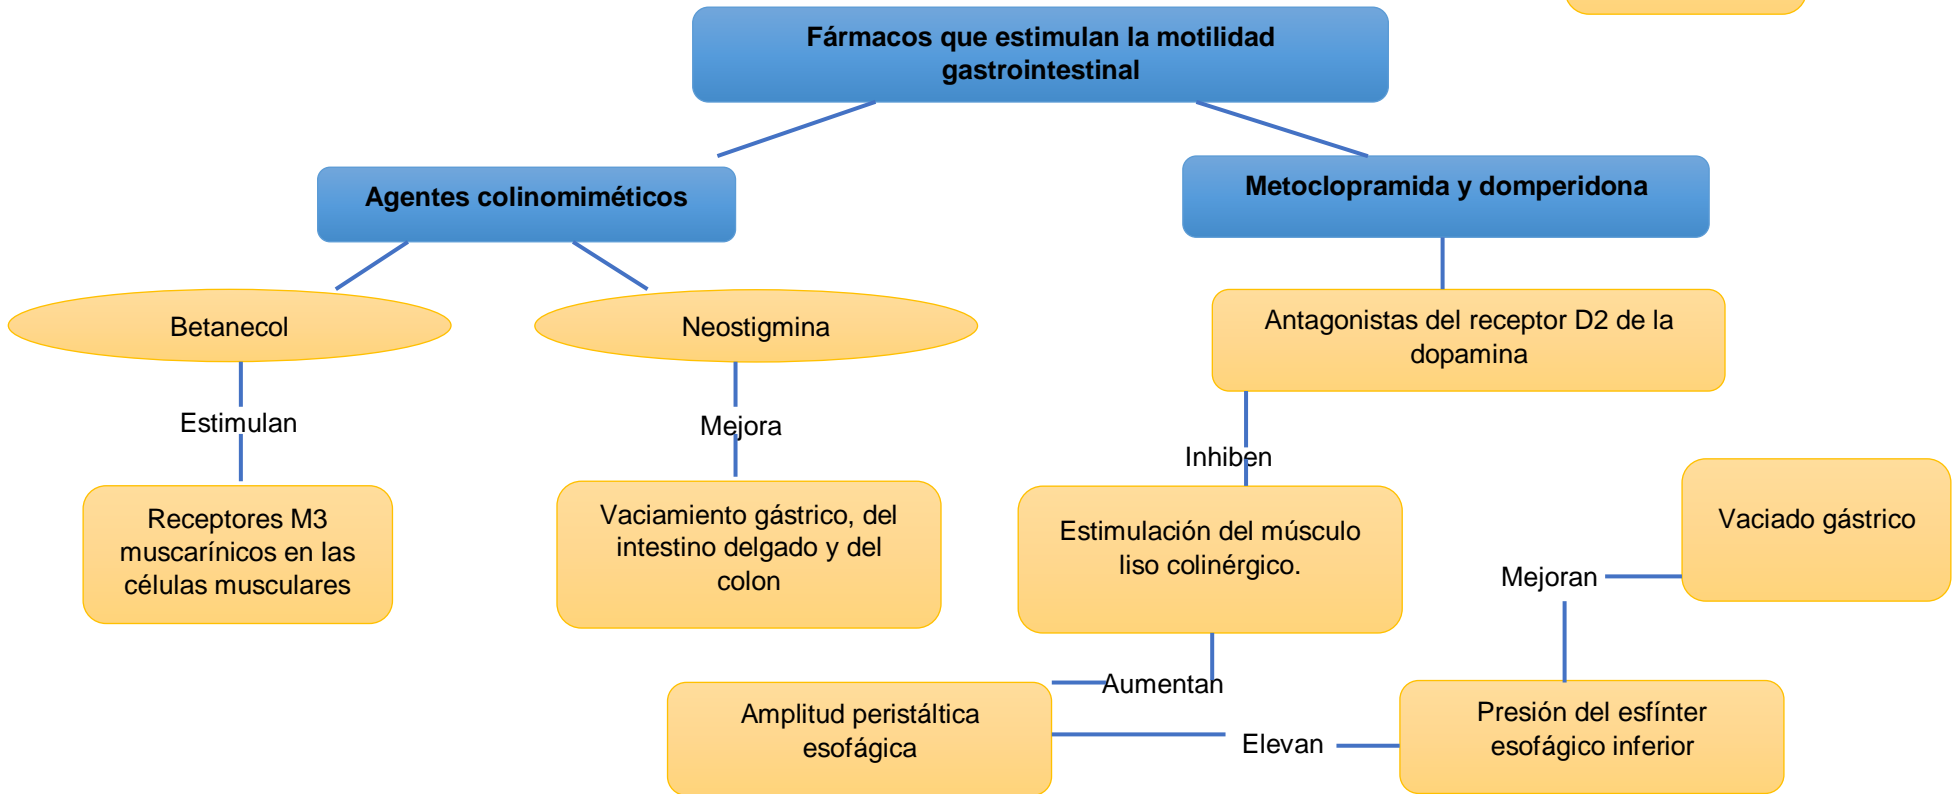 Fármacos que estimulan la motilidad
gastrointestinal
Agentes colinomiméticos
Metoclopramida y domperidona
Betanecol
Neostigmina
Antagonistas del receptor D2 de la
dopamina
Estimulan
Mejora
Inhiben
Receptores M3
muscarínicos en las
células musculares
Vaciamiento gástrico, del
intestino delgado y del
colon
Estimulación del músculo
liso colinérgico.
Vaciado gástrico
Mejoran
Aumentan
Amplitud peristáltica
esofágica
Elevan
Presión del esfínter
esofágico inferior